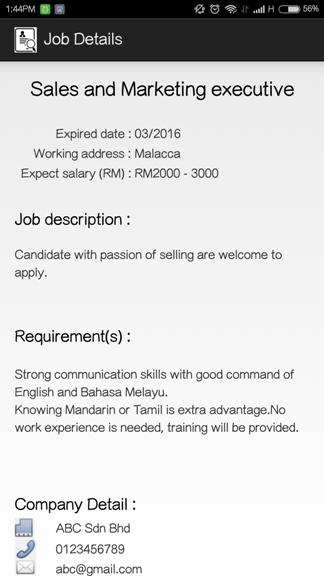 1:44PM H 56%
Job Details
Sales and Marketing executive
Expired date : 03/2016
Working address : Malacca
Expect salary (RM) : RM2000 - 3000
Job description :
Candidate with passion of selling are welcome to
apply.
Requirement(s) :
Strong communication skills with good command of
English and Bahasa Melayu.
Knowing Mandarin or Tamil is extra advantage.No
work experience is needed, training will be provided.
Company Detail :
ABC Sdn Bhd
0123456789
abc@gmail.com